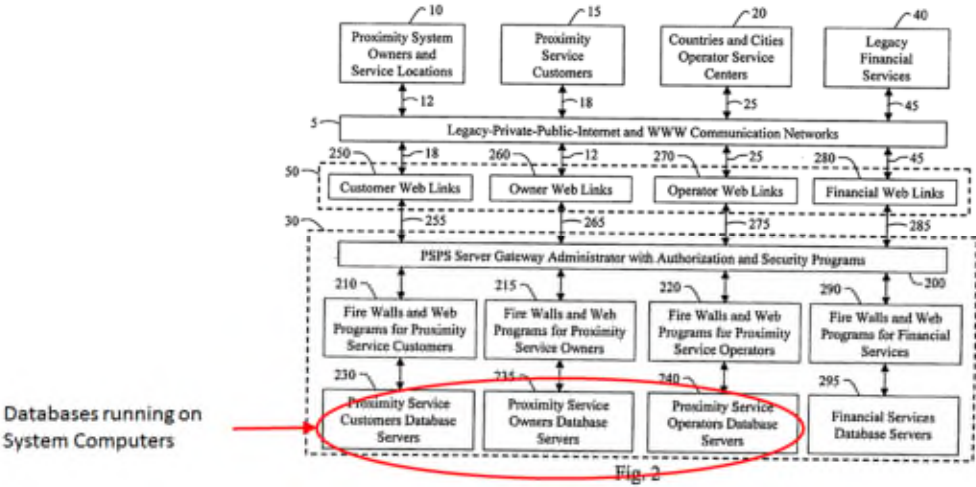 10
15
20
40
Proximity System
Owners and
Service Locations
Proximity
Service
Customers
Countries and Cities
Operator Service
Centers
Legacy
Financial
Services
12
18
25
45
5
Legacy-Private-Public-Internet and WWW Communication Networks
250
18
260
12
270
25
280
45
50
Customer Web Links
Owner Web Links
Operator Web Links
Financial Web Links
30
255
265
275
285
PSPS Server Gateway Administrator with Authorization and Security Programs
200
210
215
220
290
Fire Walls and Web
Programs for Proximity
Service Customers
Fire Walls and Web
Programs for Proximity
Service Owners
Fire Walls and Web
Programs for Proximity
Service Operators
Fire Walls and Web
Programs for Financial
Services
230
235
240
295
Proximity Service
Customers Database
Servers
Proximity Service
Owners Database
Servers
Proximity Service
Operators Database
Servers
Financial Services
Database Servers
Databases running on
System Computers
Fig. 2